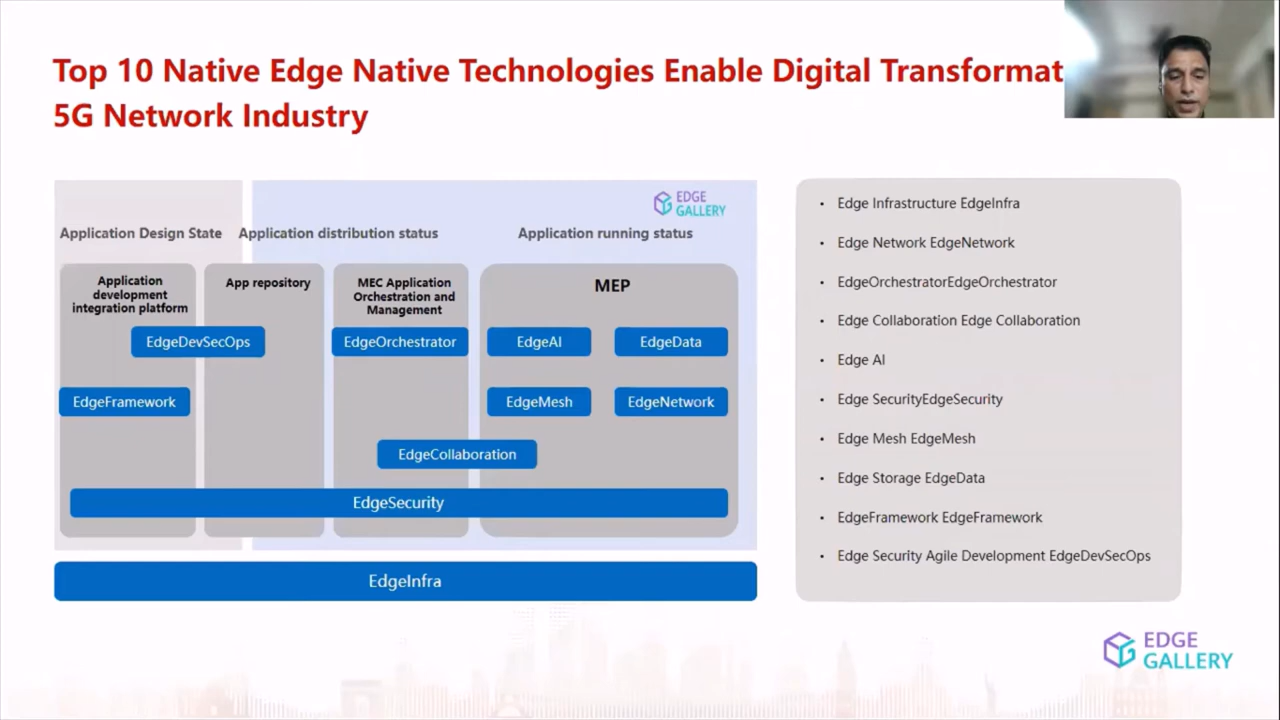 Top 10 Native Edge Native Technologies Enable Digital Transformat
5G Network Industry
EDGE
GALLERY
Application Design State
Application distribution status
Application running status
Application
development
integration platform
App repository
MEC Application
Orchestration and
Management
MEP
EdgeDevSecOps
EdgeOrchestrator
EdgeAI
EdgeData
EdgeFramework
EdgeMesh
EdgeNetwork
EdgeCollaboration
EdgeSecurity
EdgeInfra
• Edge Infrastructure EdgeInfra
• Edge Network EdgeNetwork
• EdgeOrchestratorEdgeOrchestrator
• Edge Collaboration Edge Collaboration
• Edge AI
• Edge SecurityEdgeSecurity
• Edge Mesh EdgeMesh
• Edge Storage EdgeData
• EdgeFramework EdgeFramework
• Edge Security Agile Development EdgeDevSecOps
EDGE
GALLERY